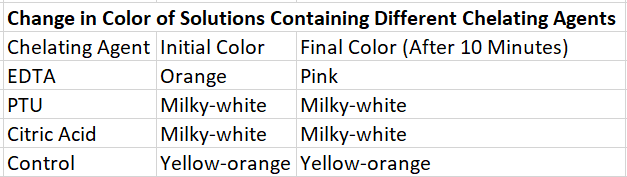 Change in Color of Solutions Containing Different Chelating Agents
Chelating Agent Initial Color Final Color (After 10 Minutes)
EDTA Orange Pink
PTU Milky-white Milky-white
Citric Acid Milky-white Milky-white
Control Yellow-orange Yellow-orange